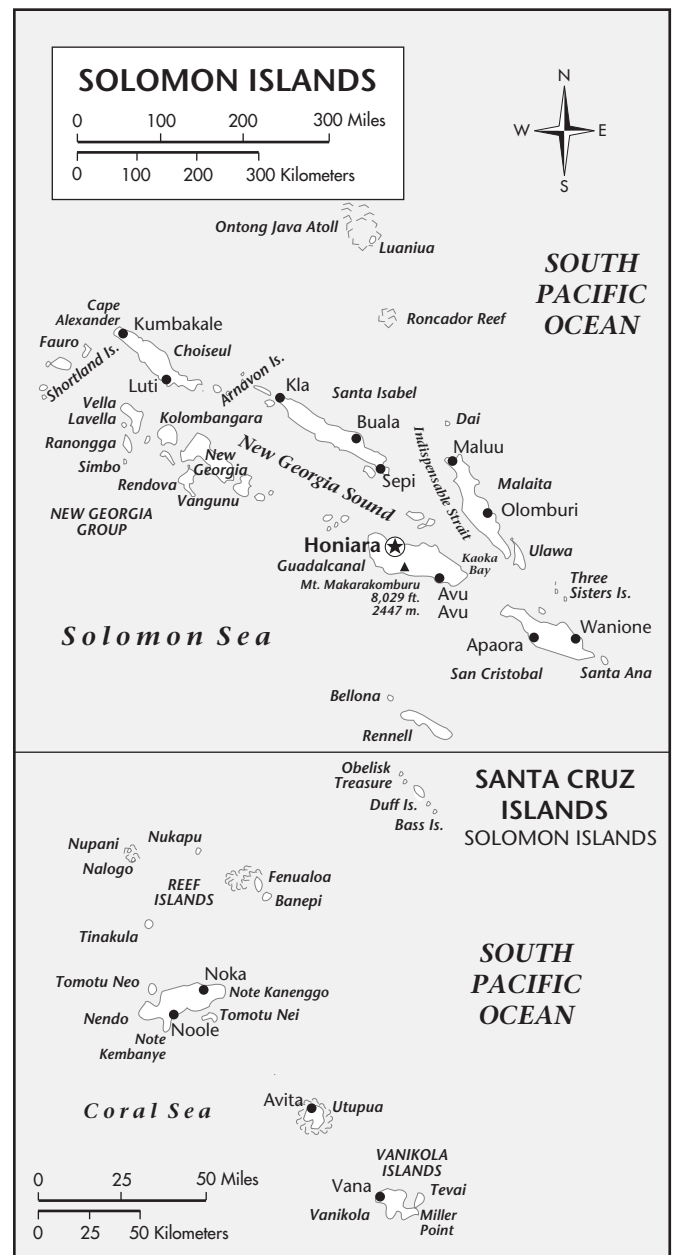 SOLOMON ISLANDS
0 100 200 300 Miles
0 100 200 300 Kilometers
N
W E
S
Ontong Java Atoll
Luaniua
SOUTH
PACIFIC
OCEAN
Roncador Reef
Cape
Alexander
Kumbakale
Fauro
Choiseul
Shortland Is.
Luti
Arnavon Is.
Kla
Santa Isabel
Vella
Lavella
Kolombangara
Buala
Dai
Ranongga
New Georgia Sound
Indispensable Strait
Maluu
Simbo
New
Georgia
Sepi
Malaita
Rendova
Vangunu
Olomburi
NEW GEORGIA
GROUP
Honiara
Guadalcanal
Kaoka
Bay
Ulawa
Mt. Makarakomburu
8,029 ft.
2447 m.
Avu
Avu
Three
Sisters Is.
Solomon Sea
Wanione
Apaora
San Cristobal
Santa Ana
Bellona
Rennell
Obelisk
Treasure
Duff Is.
Bass Is.
SANTA CRUZ
ISLANDS
SOLOMON ISLANDS
Nupani
Nukapu
Nalogo
REEF
ISLANDS
Fenualoa
Banepi
Tinakula
SOUTH
PACIFIC
OCEAN
Tomotu Neo
Noka
Note Kanenggo
Nendo
Tomotu Nei
Noole
Note
Kembanye
Coral Sea
Avita
Utupua
VANIKOLA
ISLANDS
0 25 50 Miles
0 25 50 Kilometers
Vana
Tevai
Vanikola
Miller
Point